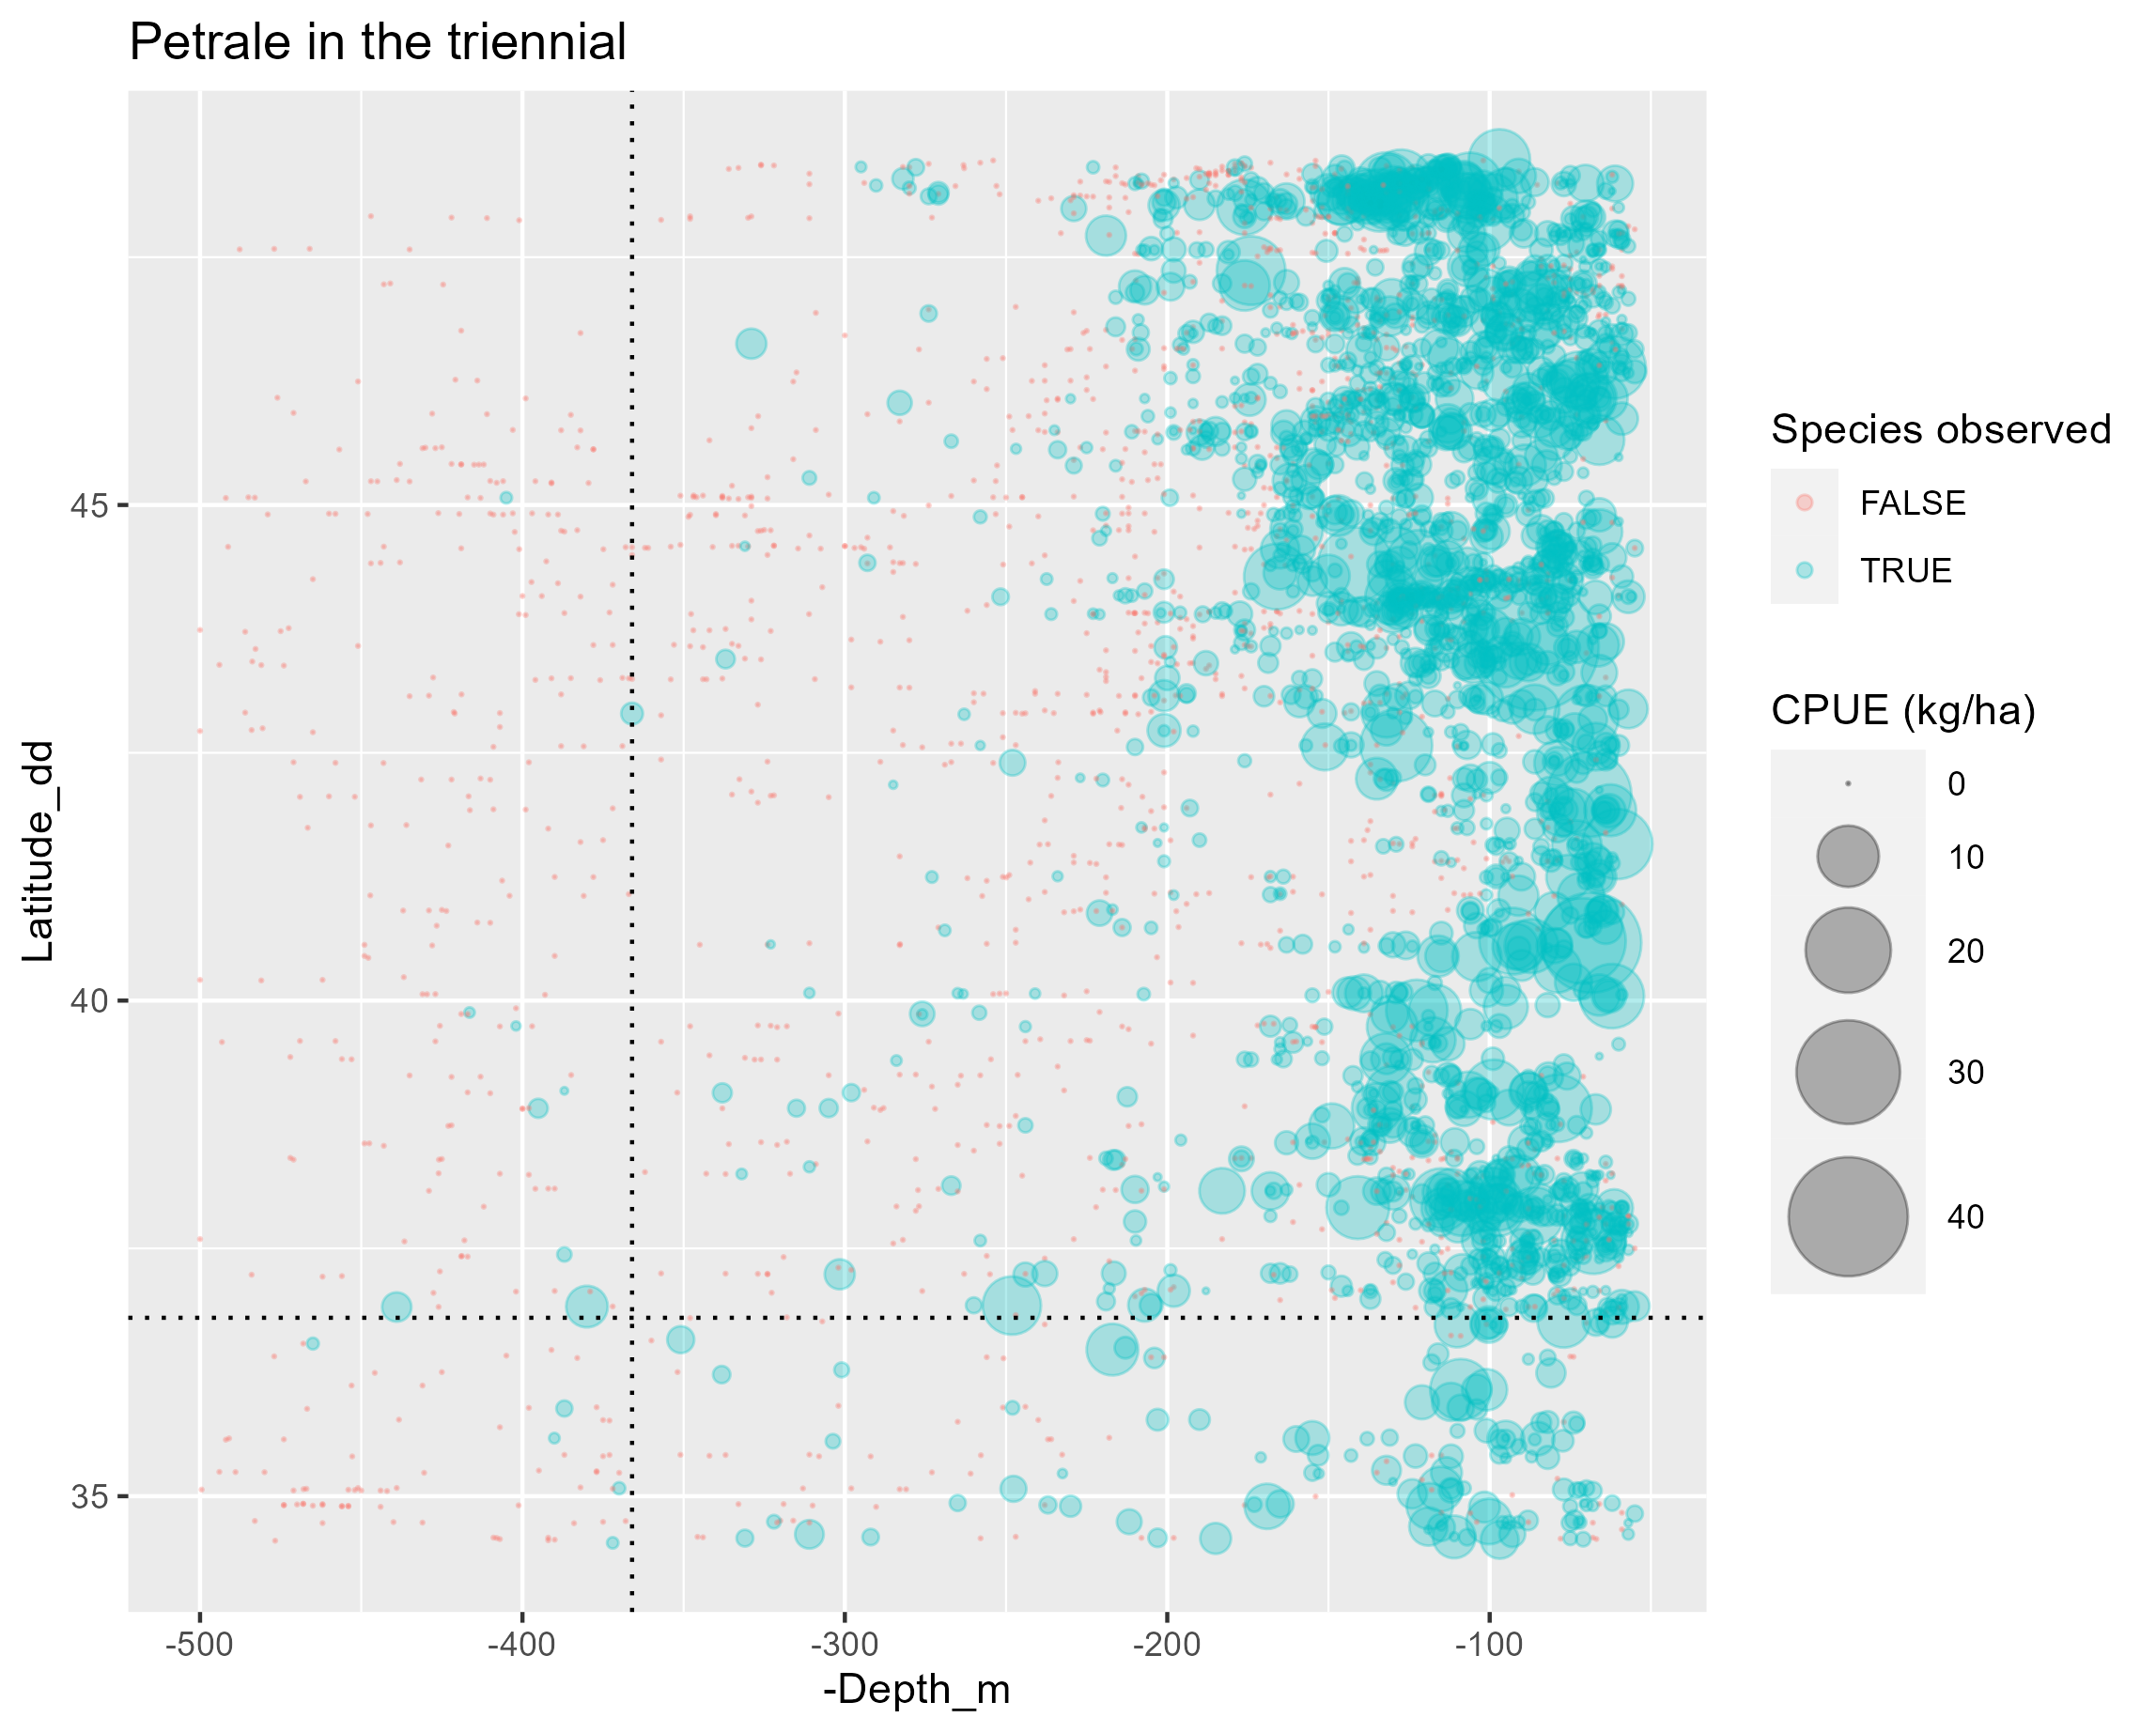 Petrale in the triennial
Latitude_dd
45
40
35
-500
-400
-300
-200
-100
-Depth_m
Species observed
FALSE
TRUE
CPUE (kg/ha)
0
10
20
30
40